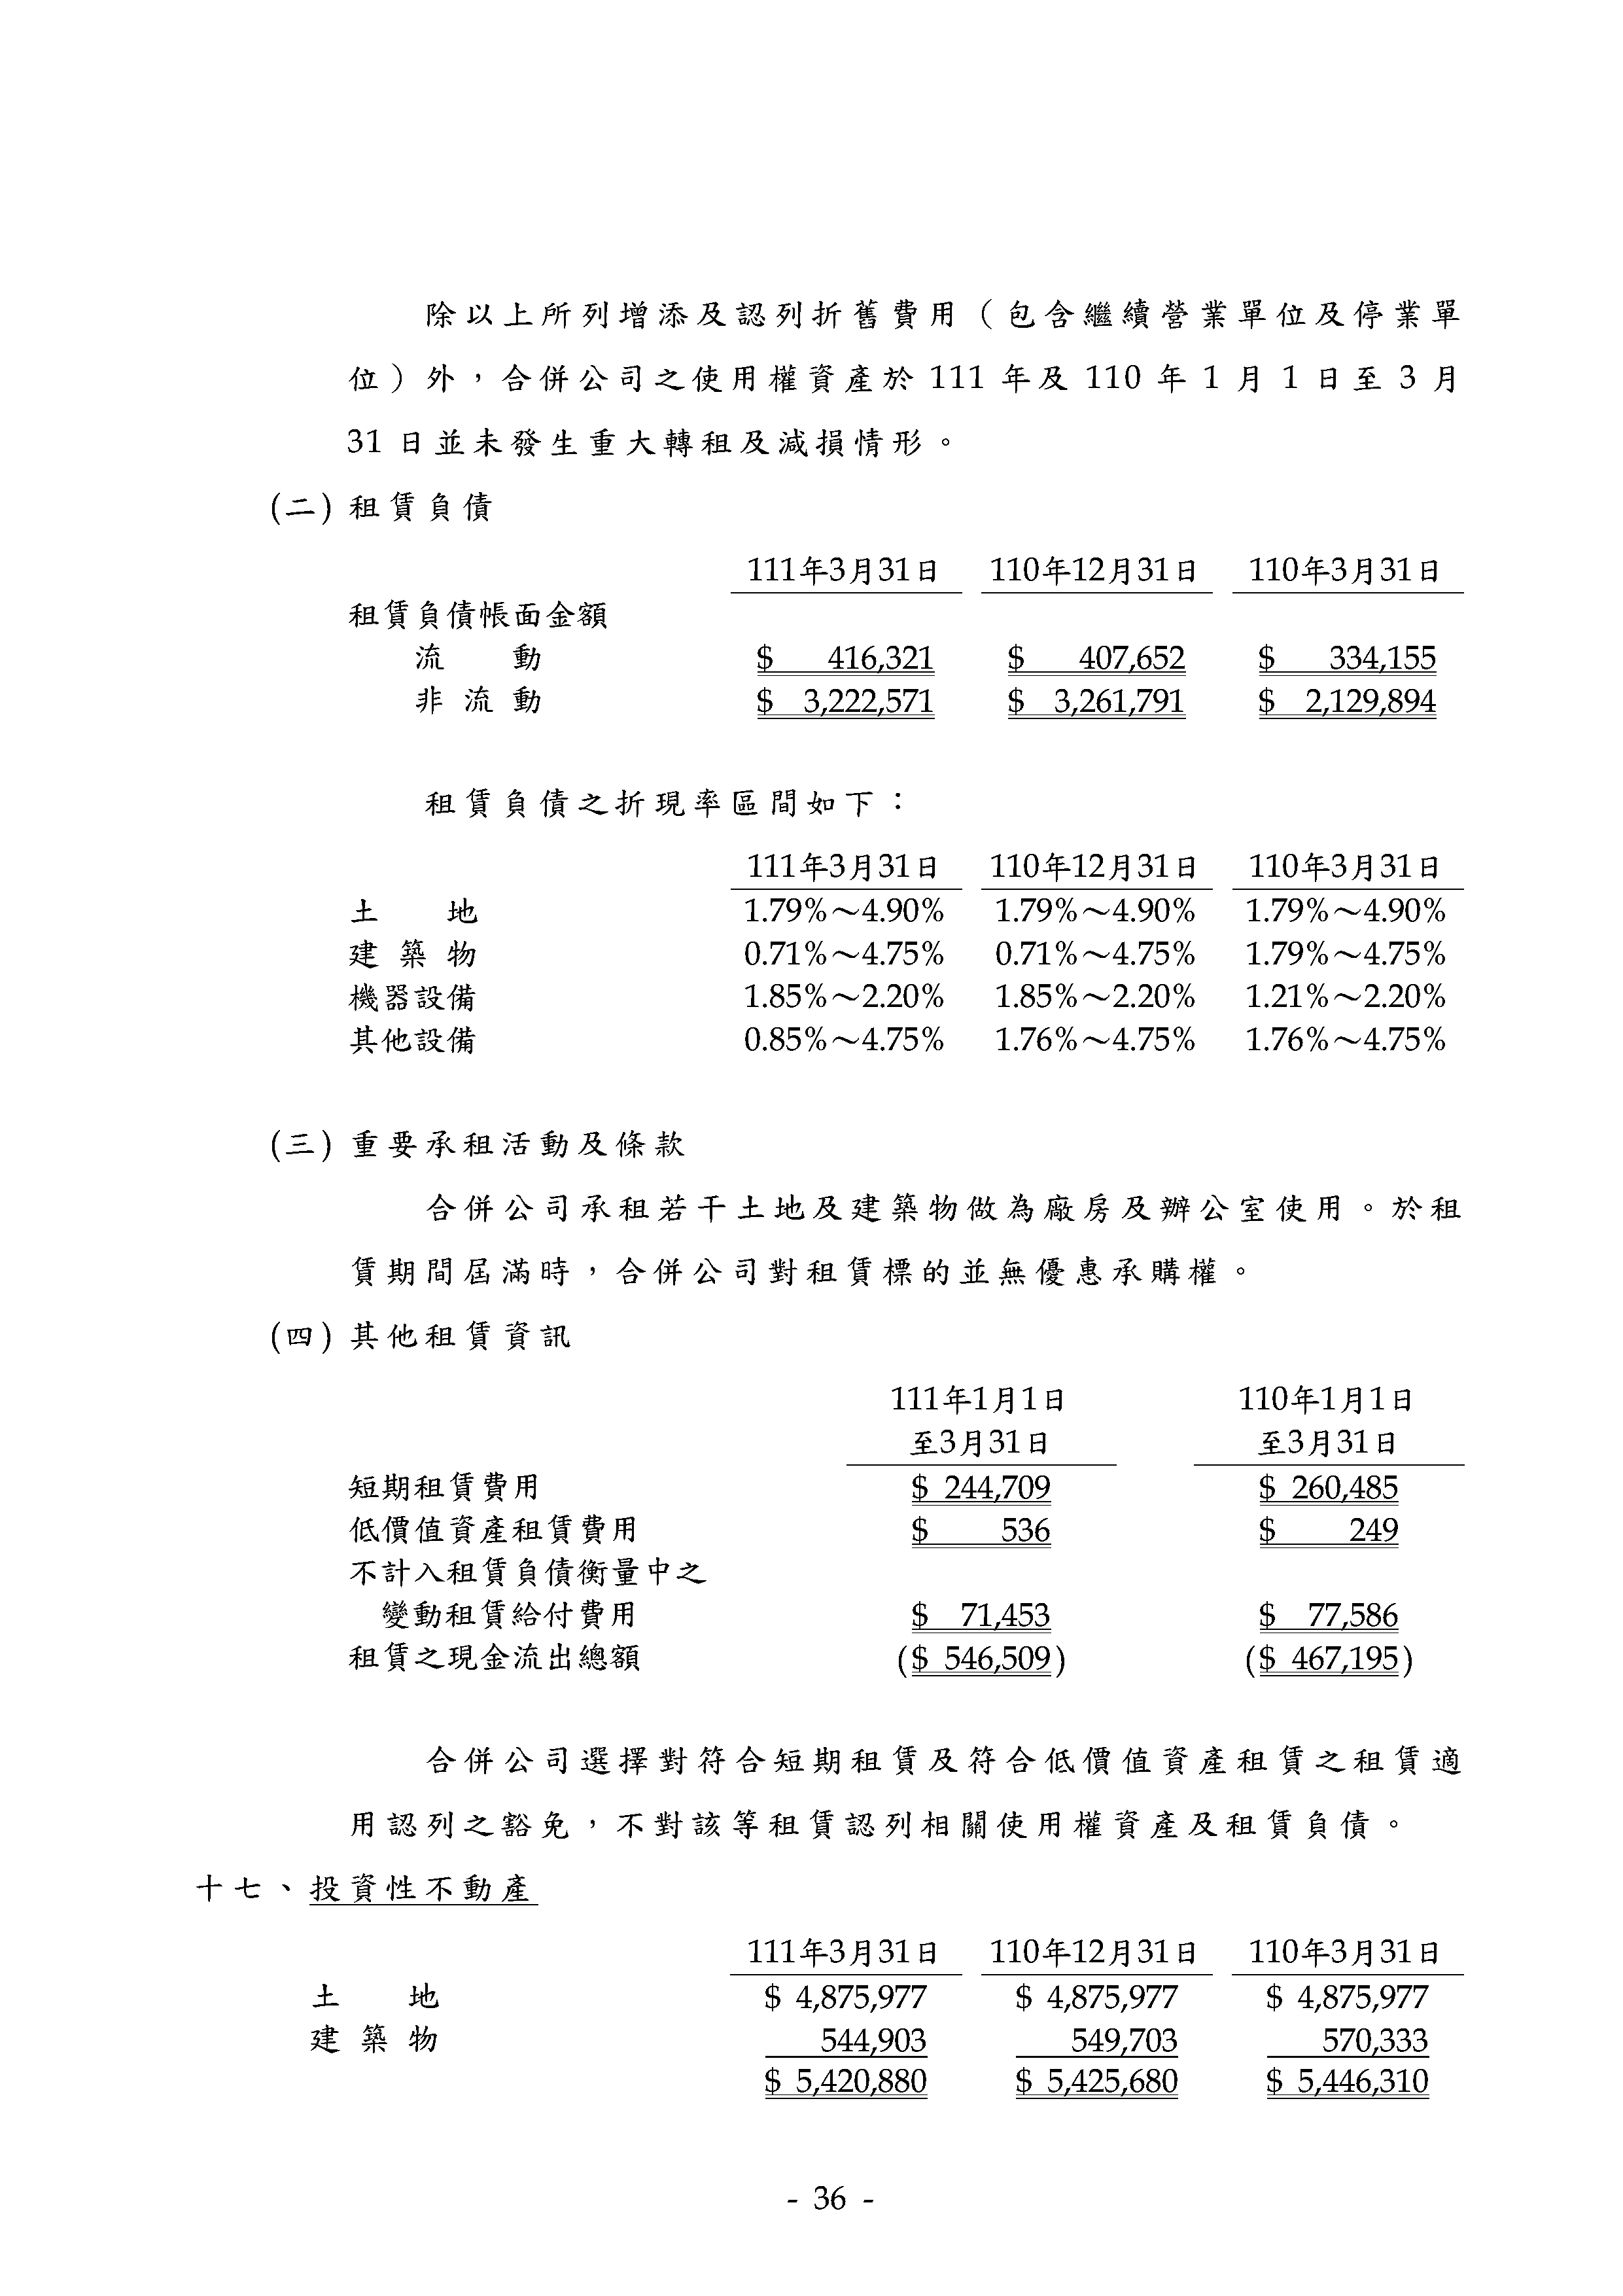 除以上所列增添及認列折舊費用（包含繼續營業單位及停業單
位）外，合併公司之使用權資產於 111 年及 110 年 1 月 1 日至 3 月
31 日並未發生重大轉租及減損情形。
(二) 租賃負債
111年3月31日 110年12月31日 110年3月31日
租賃負債帳面金額
流 動 $ 416,321 $ 407,652 $ 334,155
非 流 動 $ 3,222,571 $ 3,261,791 $ 2,129,894
租賃負債之折現率區間如下：
111年3月31日 110年12月31日 110年3月31日
土 地 1.79%～4.90% 1.79%～4.90% 1.79%～4.90%
建 築 物 0.71%～4.75% 0.71%～4.75% 1.79%～4.75%
機器設備 1.85%～2.20% 1.85%～2.20% 1.21%～2.20%
其他設備 0.85%～4.75% 1.76%～4.75% 1.76%～4.75%
(三) 重要承租活動及條款
合併公司承租若干土地及建築物做為廠房及辦公室使用。於租
賃期間屆滿時，合併公司對租賃標的並無優惠承購權。
(四) 其他租賃資訊
111年1月1日 110年1月1日
至3月31日 至3月31日
短期租賃費用 $ 244,709 $ 260,485
低價值資產租賃費用 $ 536 $ 249
不計入租賃負債衡量中之
變動租賃給付費用 $ 71,453 $ 77,586
租賃之現金流出總額 ($ 546,509) ($ 467,195)
合併公司選擇對符合短期租賃及符合低價值資產租賃之租賃適
用認列之豁免，不對該等租賃認列相關使用權資產及租賃負債。
十七、投資性不動產
111年3月31日 110年12月31日 110年3月31日
土 地 $ 4,875,977 $ 4,875,977 $ 4,875,977
建 築 物 544,903 549,703 570,333
$ 5,420,880 $ 5,425,680 $ 5,446,310
- 36 -